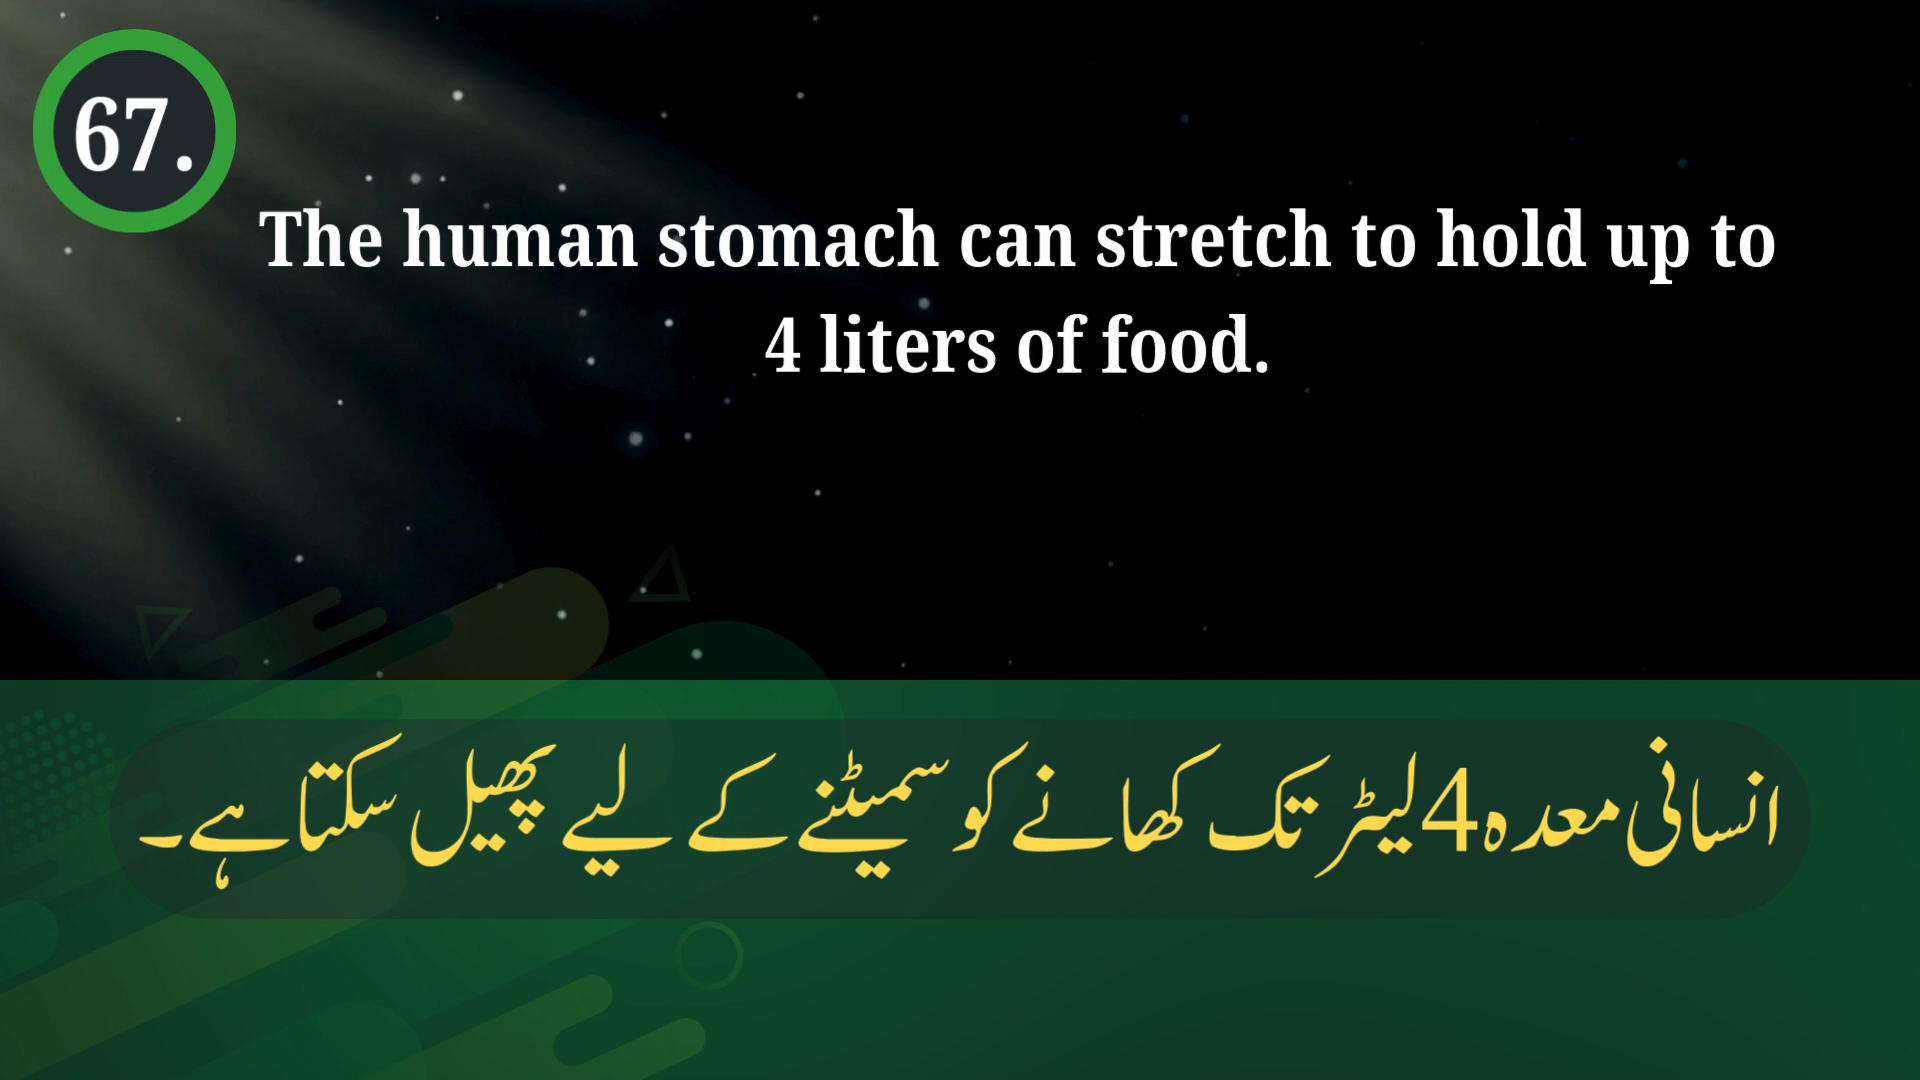 67.
The human stomach can stretch to hold up to
4 liters of food.
انسانی معدہ 4 لیٹر تک کھانے کو سمیٹنے کے لیے پھیل سکتا ہے۔